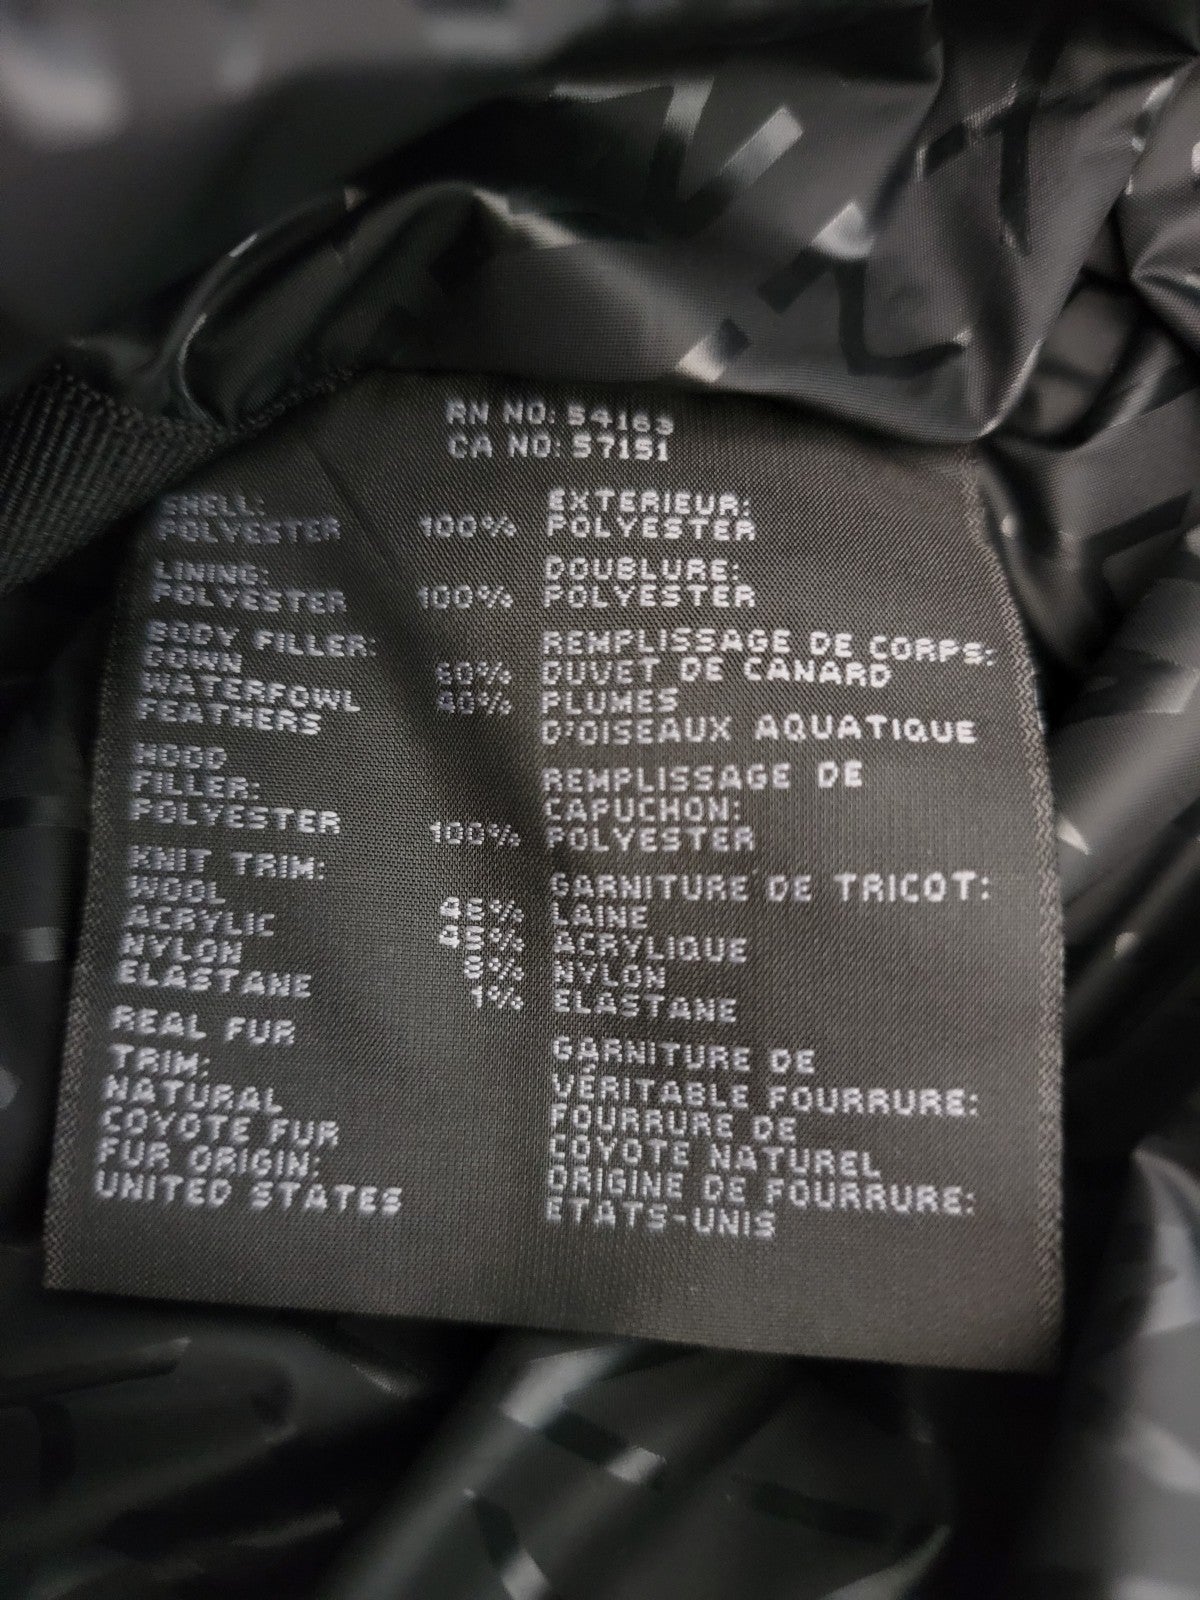 RN NO: 54163
CA NO: 57151
SHELL:
POLYESTER 100%
LINING:
POLYESTER 100%
BODY FILLER:
DOWN 60%
WATERFOWL 40%
FEATHERS
HOOD
FILLER:
POLYESTER 100%
KNIT TRIM:
WOOL 46%
ACRYLIC 45%
NYLON 8%
ELASTANE 1%
REAL FUR
TRIM:
NATURAL
COYOTE FUR
FUR ORIGIN:
UNITED STATES
EXTERIEUR:
POLYESTER
DOUBLURE:
POLYESTER
REMPLISSAGE DE CORPS:
DUVET DE CANARD
PLUMES
D'OISEAUX AQUATIQUE
REMPLISSAGE DE
CAPUCHON:
POLYESTER
GARNITURE DE TRICOT:
LAINE
ACRYLIQUE
NYLON
ELASTANE
GARNITURE DE
VÉRITABLE FOURRURE:
FOURRURE DE
COYOTE NATUREL
ORIGINE DE FOURRURE:
ETATS-UNIS